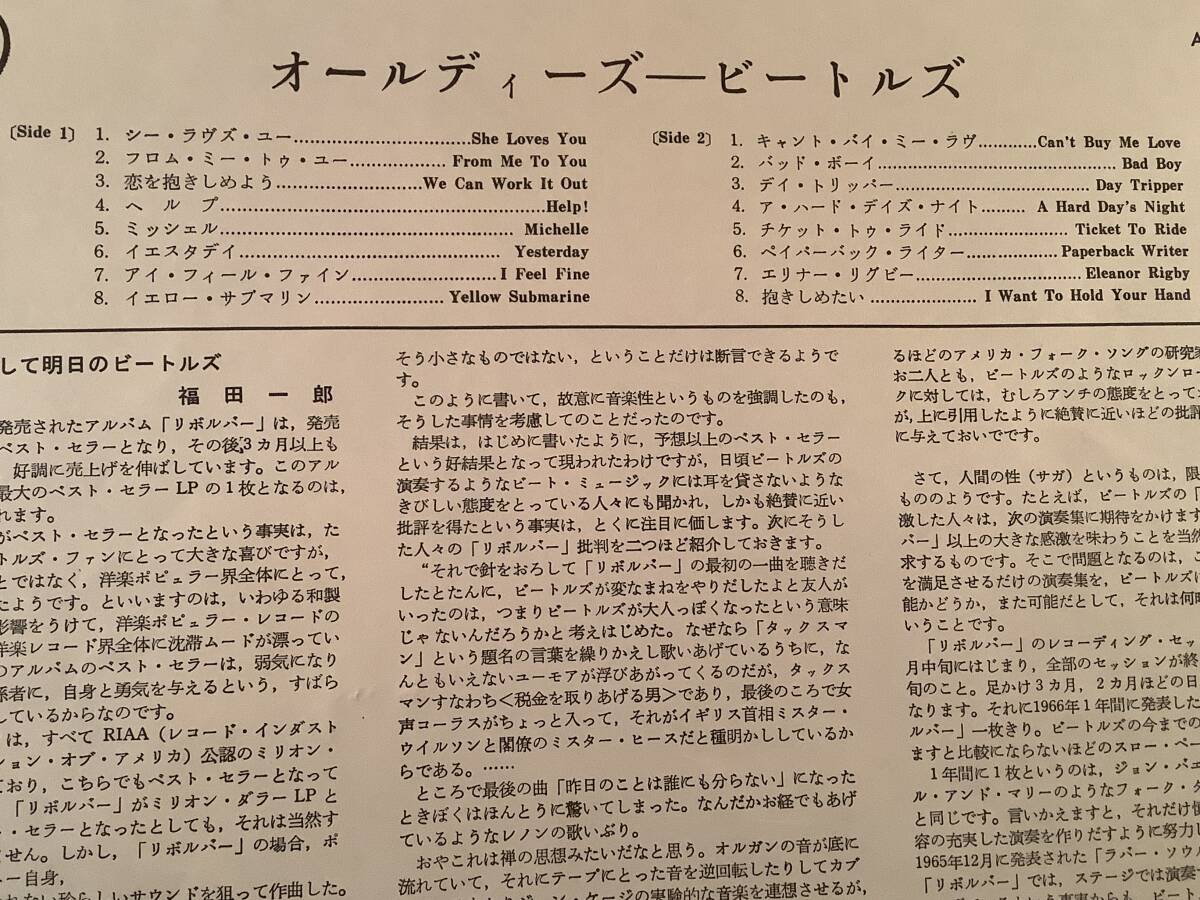 オールディーズ──ビートルズ
〔Side 1〕
1. シー・ラヴズ・ユー……………………………She Loves You
2. フロム・ミー・トゥ・ユー……………… From Me To You
3. 恋を抱きしめよう………………………We Can Work It Out
4. ヘ ル プ……………………………………………………Help!
5. ミッシェル……………………………………………… Michelle
6. イエスタデイ………………………………………… Yesterday
7. アイ・フィール・ファイン………………………I Feel Fine
8. イエロー・サブマリン…………………… Yellow Submarine
〔Side 2〕
1. キャント・バイ・ミー・ラヴ…………Can't Buy Me Love
2. バッド・ボーイ……………………………………… Bad Boy
3. デイ・トリッパー……………………………… Day Tripper
4. ア・ハード・デイズ・ナイト……… A Hard Day's Night
5. チケット・トゥ・ライド…………………… Ticket To Ride
6. ペイパーバック・ライター………………Paperback Writer
7. エリナー・リグビー……………………………Eleanor Rigby
8. 抱きしめたい………………… I Want To Hold Your Hand
して明日のビートルズ
福 田 一 郎
発売されたアルバム「リボルバー」は，発売
ベスト・セラーとなり，その後3カ月以上も
好調に売上げを伸ばしています。このアル
最大のベスト・セラーLPの1枚となるのは，
れます。
がベスト・セラーとなったという事実は，た
トルズ・ファンにとって大きな喜びですが，
とではなく，洋楽ポピュラー界全体にとって，
たようです。といいますのは，いわゆる和製
影響をうけて，洋楽ポピュラー・レコードの
洋楽レコード界全体に沈滞ムードが漂ってい
のアルバムのベスト・セラーは，弱気になり
係者に，自身と勇気を与えるという，すばら
しているからなのです。
は，すべて RIAA（レコード・インダスト
ション・オブ・アメリカ）公認のミリオン・
ており，こちらでもベスト・セラーとなって
「リボルバー」がミリオン・ダラーLPと
・セラーとなったとしても，それは当然す
せん。しかし，「リボルバー」の場合，ポ
ー自身，
れない珍らしいサウンドを狙って作曲した。
そう小さなものではない，ということだけは断言できるようで
す。
このように書いて，故意に音楽性というものを強調したのも，
そうした事情を考慮してのことだったのです。
結果は，はじめに書いたように，予想以上のベスト・セラー
という好結果となって現われたわけですが，日頃ビートルズの
演奏するようなビート・ミュージックには耳を貸さないような
きびしい態度をとっている人々にも聞かれ，しかも絶賛に近い
批評を得たという事実は，とくに注目に価します。次にそうし
た人々の「リボルバー」批判を二つほど紹介しておきます。
“それで針をおろして「リボルバー」の最初の一曲を聴きだ
したとたんに，ビートルズが変なまねをやりだしたよと友人が
いったのは，つまりビートルズが大人っぽくなったという意味
じゃないんだろうかと考えはじめた。なぜなら「タックスマ
ン」という題名の言葉を繰りかえし歌いあげているうちに，な
んともいえないユーモアが浮びあがってくるのだが，タックス
マンすなわち＜税金を取りあげる男＞であり，最後のころで女
声コーラスがちょっと入って，それがイギリス首相ミスター・
ウイルソンと閣僚のミスター・ヒースだと種明かししているか
らである。……
ところで最後の曲「昨日のことは誰にも分らない」になった
ときぼくはほんとうに驚いてしまった。なんだかお経でもあげ
ているようなレノンの歌いぶり。
おやこれは禅の思想みたいだなと思う。オルガンの音が底に
流れていて，それにテープにとった音を逆回転したりしてカブ
ジョン・ケージの実験的な音楽を連想させるが，
るほどのアメリカ・フォーク・ソングの研究家
お二人とも，ビートルズのようなロックンロー
クに対しては，むしろアンチの態度をとって
が，上に引用したように絶賛に近いほどの批評
に与えておいでです。
さて，人間の性（サガ）というものは，限
もののようです。たとえば，ビートルズの「
激した人々は，次の演奏集に期待をかけます
バー」以上の大きな感激を味わうことを当然
求するものです。そこで問題となるのは，こ
を満足させるだけの演奏集を，ビートルズに
能かどうか，また可能だとして，それは何時
いうことです。
「リボルバー」のレコーディング・セッ
月中旬にはじまり，全部のセッションが終
旬のこと。足かけ3カ月，2カ月ほどの日
なります。それに1966年1年間に発表した
ルバー」一枚きり。ビートルズの今までの
ますと比較にならないほどのスロー・ペー
1年間に1枚というのは，ジョン・バエ
ル・アンド・マリーのようなフォーク・グ
と同じです。言いかえますと，それだけ慎
容の充実した演奏を作りだすように努力し
1965年12月に発表された「ラバー・ソウル
「リボルバー」では，ステージでは演奏